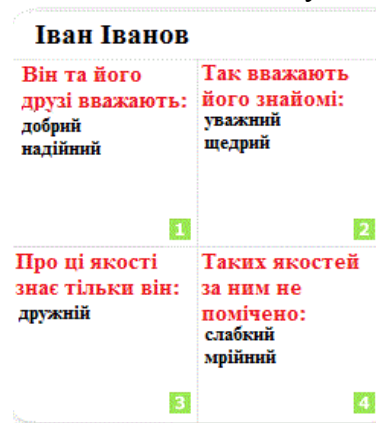 Іван Іванов
Він та його
друзі вважають:
добрий
надійний
1
Так вважають
його знайомі:
уважний
щедрий
2
Про ці якості
знає тільки він:
дружній
3
Таких якостей
за ним не
помічено:
слабкий
мрійний
4